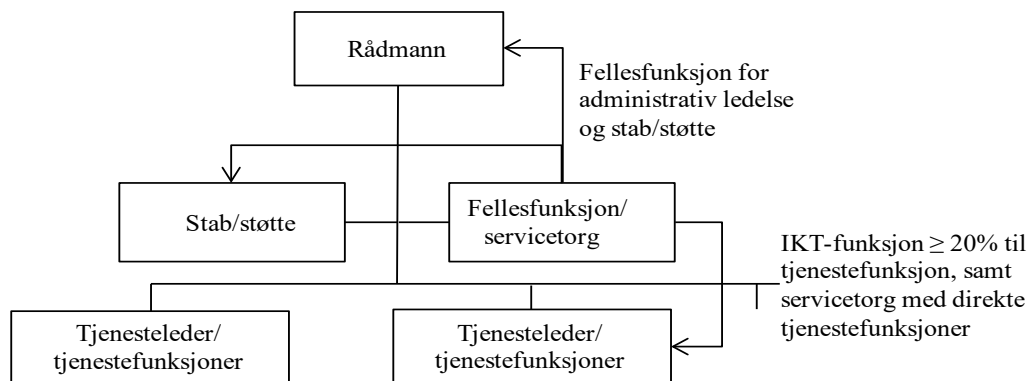 Rådmann
Fellesfunksjon for
administrativ ledelse
og stab/støtte
Stab/støtte
Fellesfunksjon/
servicetorg
IKT-funksjon ≥ 20% til
tjenestefunksjon, samt
servicetorg med direkte
tjenestefunksjoner
Tjenesteleder/
tjenestefunksjoner
Tjenesteleder/
tjenestefunksjoner